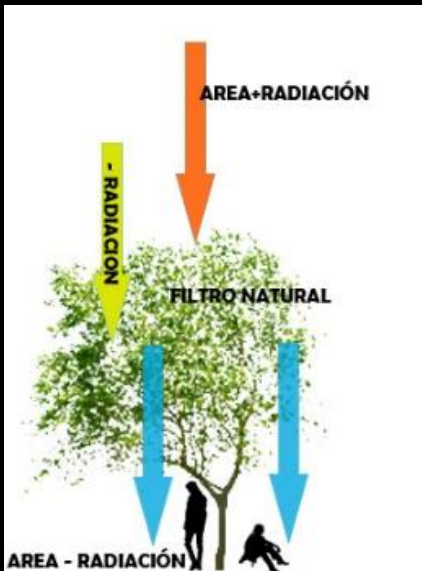 AREA+RADIACIÓN
- RADIACION
FILTRO NATURAL
AREA - RADIACIÓN